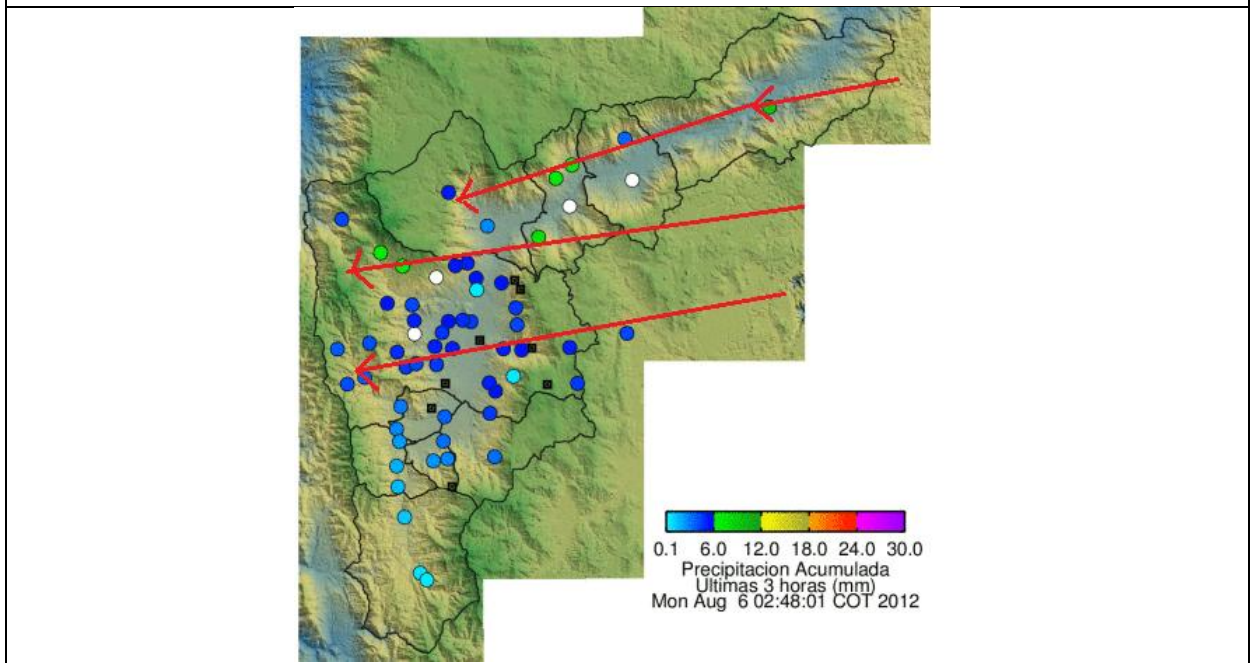 0.1 6.0 12.0 18.0 24.0 30.0
Precipitacion Acumulada
Ultimas 3 horas (mm)
Mon Aug 6 02:48:01 COT 2012